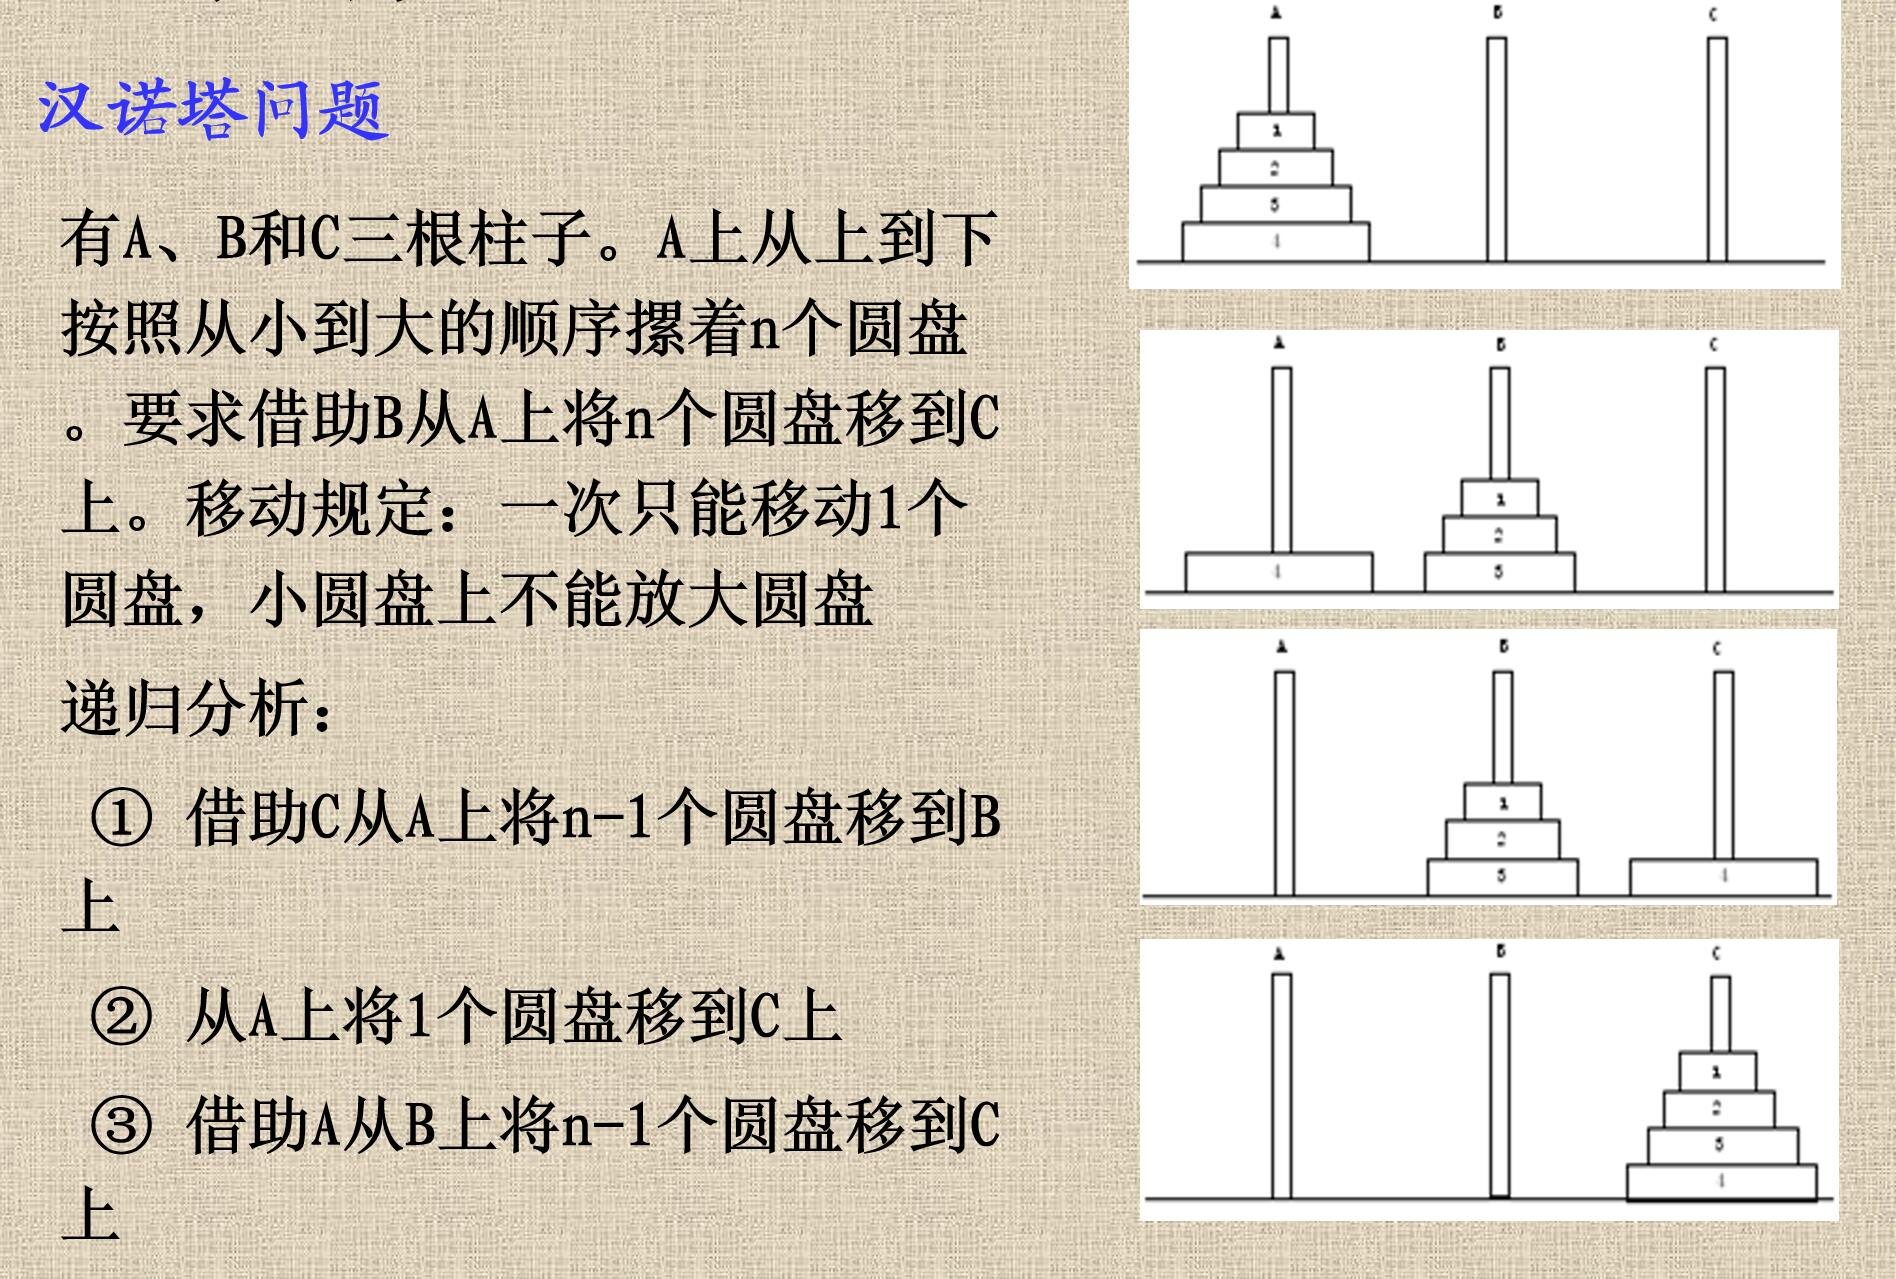 汉诺塔问题
有A、B和C三根柱子。A上从上到下
按照从小到大的顺序摞着n个圆盘
。要求借助B从A上将n个圆盘移到C
上。移动规定：一次只能移动1个
圆盘，小圆盘上不能放大圆盘
递归分析：
① 借助C从A上将n-1个圆盘移到B
上
② 从A上将1个圆盘移到C上
③ 借助A从B上将n-1个圆盘移到C
上
A B C
1
2
4
A B C
1
2
4
A B C
1
2
4
A B C
1
2
4